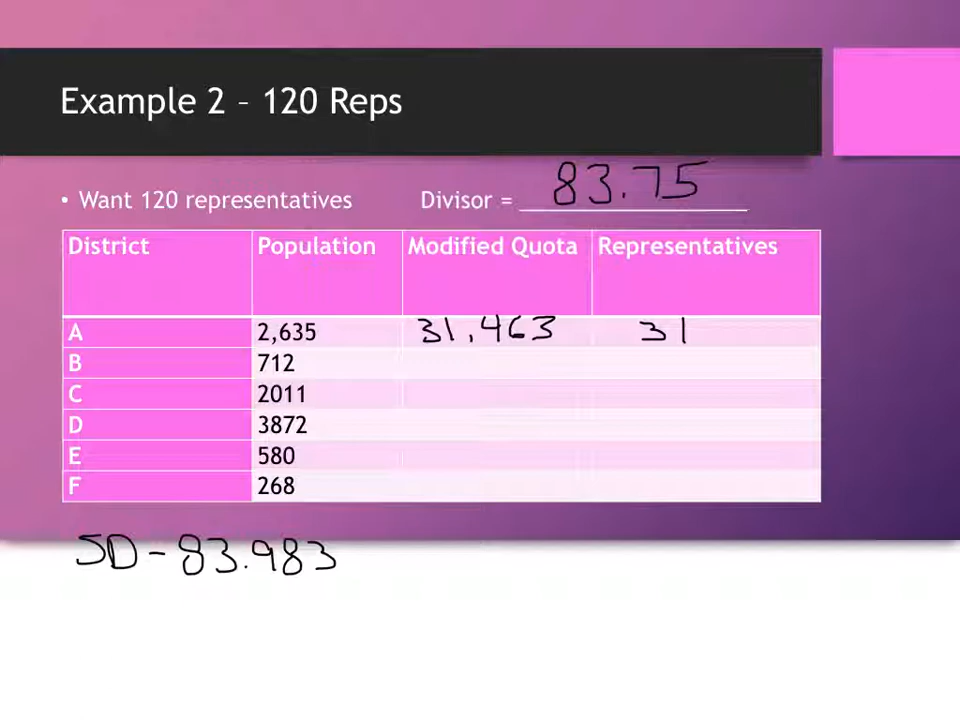 Example 2 – 120 Reps
• Want 120 representatives Divisor = 83.75
District Population Modified Quota Representatives
A 2,635 31.463 31
B 712
C 2011
D 3872
E 580
F 268
SD - 83.983